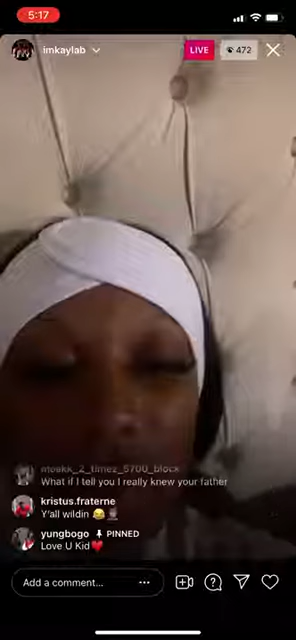 5:17
imkaylab
LIVE
472
moekk_2_timez_5700_block
What if I tell you I really knew your father
kristus.fraterne
Y'all wildin 😂
yungbogo PINNED
Love U Kid❤️
Add a comment...